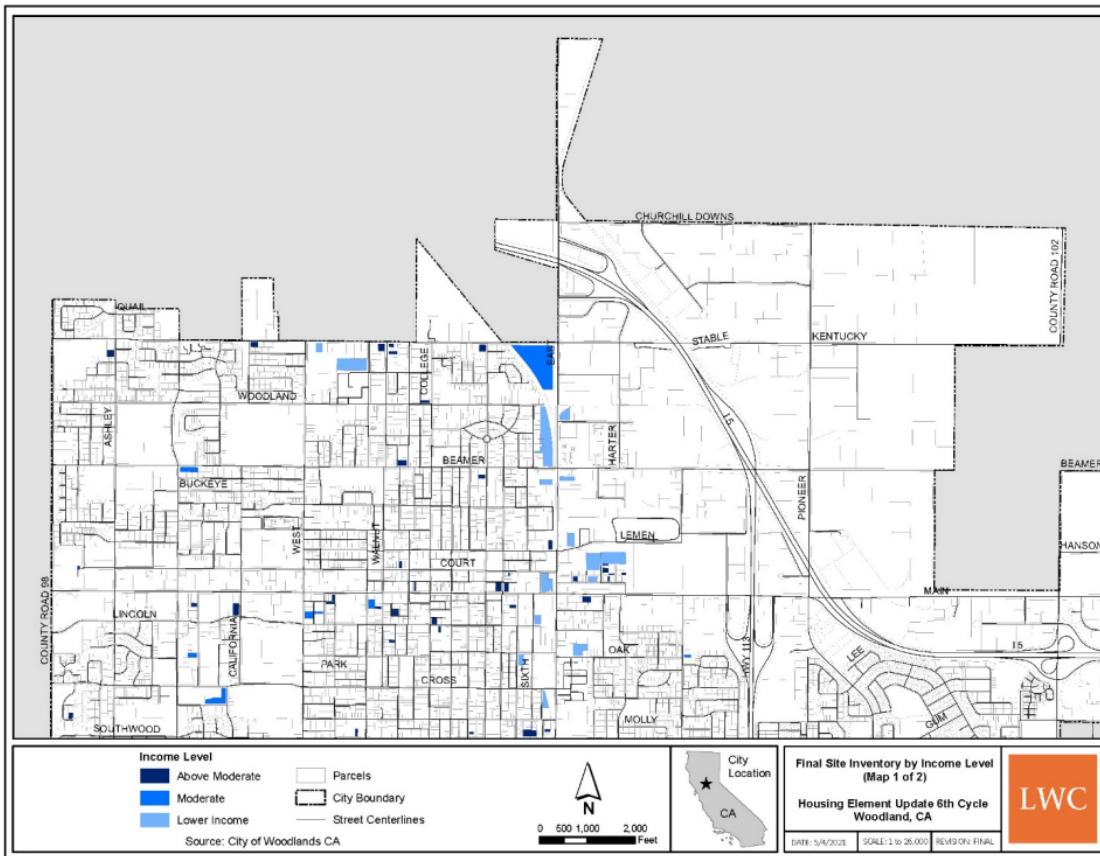 CHURCHILL DOWNS
COUNTY ROAD 102
QUAIL
STABLE
KENTUCKY
EAST
COLLEGE
WOODLAND
I 5
ASHLEY
HARTER
BEAMER
BEAMER
BUCKEYE
PIONEER
WEST
WALNUT
LEMEN
HANSON
COURT
MAIN
COUNTY ROAD 98
LINCOLN
CALIFORNIA
OAK
HWY 113
LEE
I 5
PARK
SIXTH
CROSS
GUM
SOUTHWOOD
MOLLY
Income Level
Above Moderate
Moderate
Lower Income
Parcels
City Boundary
Street Centerlines
Source: City of Woodlands CA
N
0 500 1,000 2,000
Feet
City
Location
CA
Final Site Inventory by Income Level
(Map 1 of 2)
Housing Element Update 6th Cycle
Woodland, CA
DATE: 5/4/2021 SCALE: 1 to 26,000 REVISION: FINAL
LWC